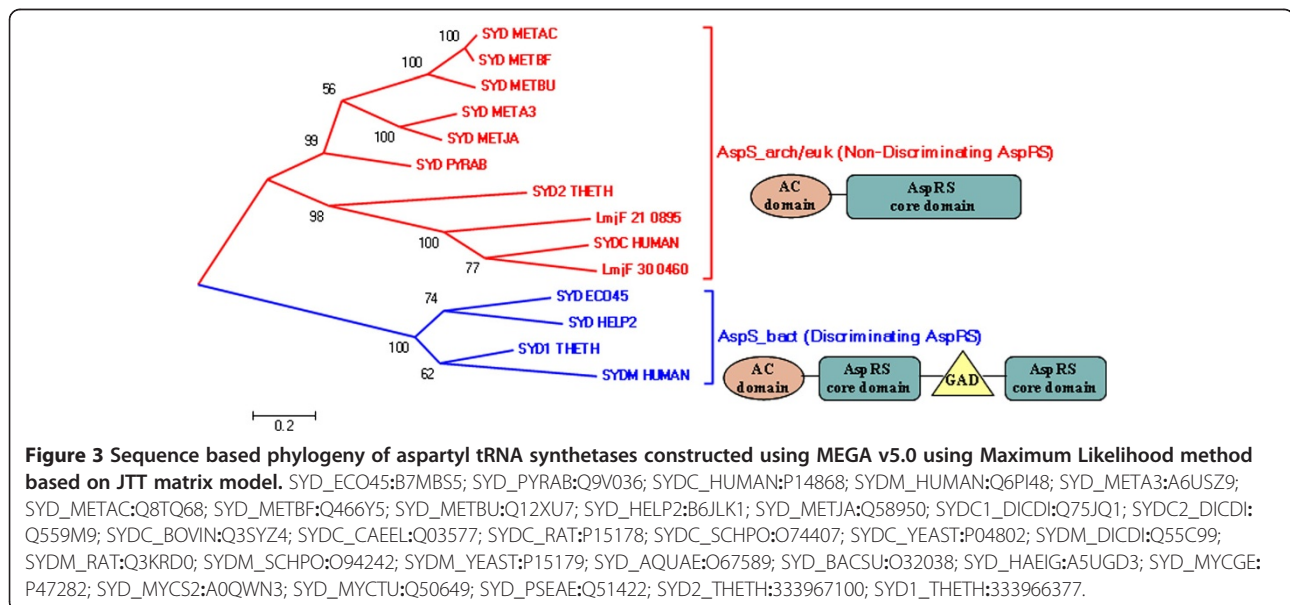 100
SYD METAC
SYD METBF
100
SYD METBU
56
SYD META3
100
SYD METJA
99
SYD PYRAB
SYD2 THETH
98
LmjF 21 0895
100
SYDC HUMAN
77
LmjF 30 0460
AspS_arch/euk (Non-Discriminating AspRS)
AC
domain
AspRS
core domain
74
SYD ECO45
SYD HELP2
100
SYD1 THETH
62
SYDM HUMAN
AspS_bact (Discriminating AspRS)
AC
domain
AspRS
core domain
GAD
AspRS
core domain
0.2
Figure 3 Sequence based phylogeny of aspartyl tRNA synthetases constructed using MEGA v5.0 using Maximum Likelihood method
based on JTT matrix model. SYD_ECO45:B7MBS5; SYD_PYRAB:Q9V036; SYDC_HUMAN:P14868; SYDM_HUMAN:Q6PI48; SYD_META3:A6USZ9;
SYD_METAC:Q8TQ68; SYD_METBF:Q466Y5; SYD_METBU:Q12XU7; SYD_HELP2:B6JLK1; SYD_METJA:Q58950; SYDC1_DICDI:Q75JQ1; SYDC2_DICDI:
Q559M9; SYDC_BOVIN:Q3SYZ4; SYDC_CAEEL:Q03577; SYDC_RAT:P15178; SYDC_SCHPO:O74407; SYDC_YEAST:P04802; SYDM_DICDI:Q55C99;
SYDM_RAT:Q3KRD0; SYDM_SCHPO:O94242; SYDM_YEAST:P15179; SYD_AQUAE:O67589; SYD_BACSU:O32038; SYD_HAEIG:A5UGD3; SYD_MYCGE:
P47282; SYD_MYCS2:A0QWN3; SYD_MYCTU:Q50649; SYD_PSEAE:Q51422; SYD2_THETH:333967100; SYD1_THETH:333966377.